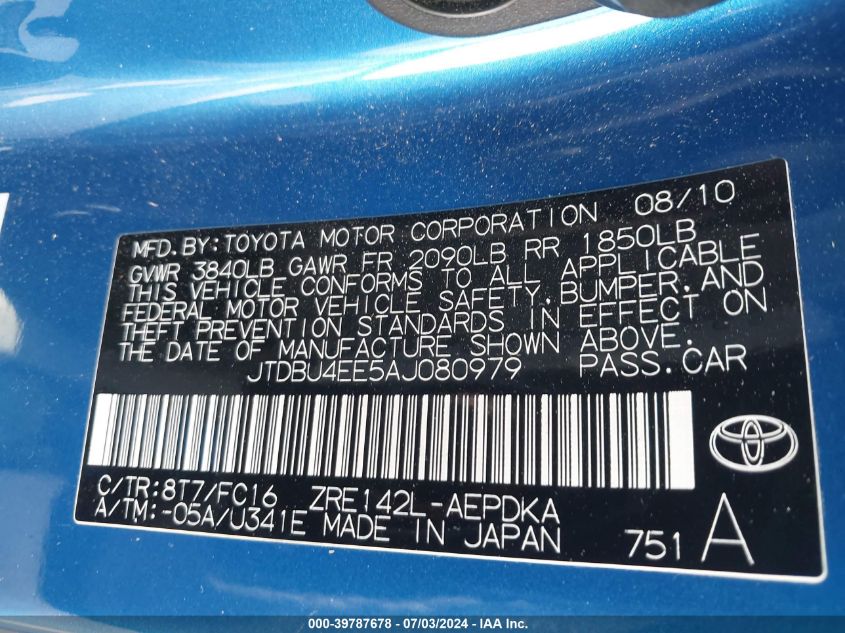 MFD. BY: TOYOTA MOTOR CORPORATION 08/10
GVWR 3840LB GAWR FR 2090LB RR 1850LB
THIS VEHICLE CONFORMS TO ALL APPLICABLE
FEDERAL MOTOR VEHICLE SAFETY, BUMPER, AND
THEFT PREVENTION STANDARDS IN EFFECT ON
THE DATE OF MANUFACTURE SHOWN ABOVE.
JTDBU4EE5AJ080979 PASS. CAR
C/TR:8T7/FC16 ZRE142L-AEPDKA
A/TM:-05A/U341E MADE IN JAPAN 751 A
000-39787678 - 07/03/2024 - IAA Inc.